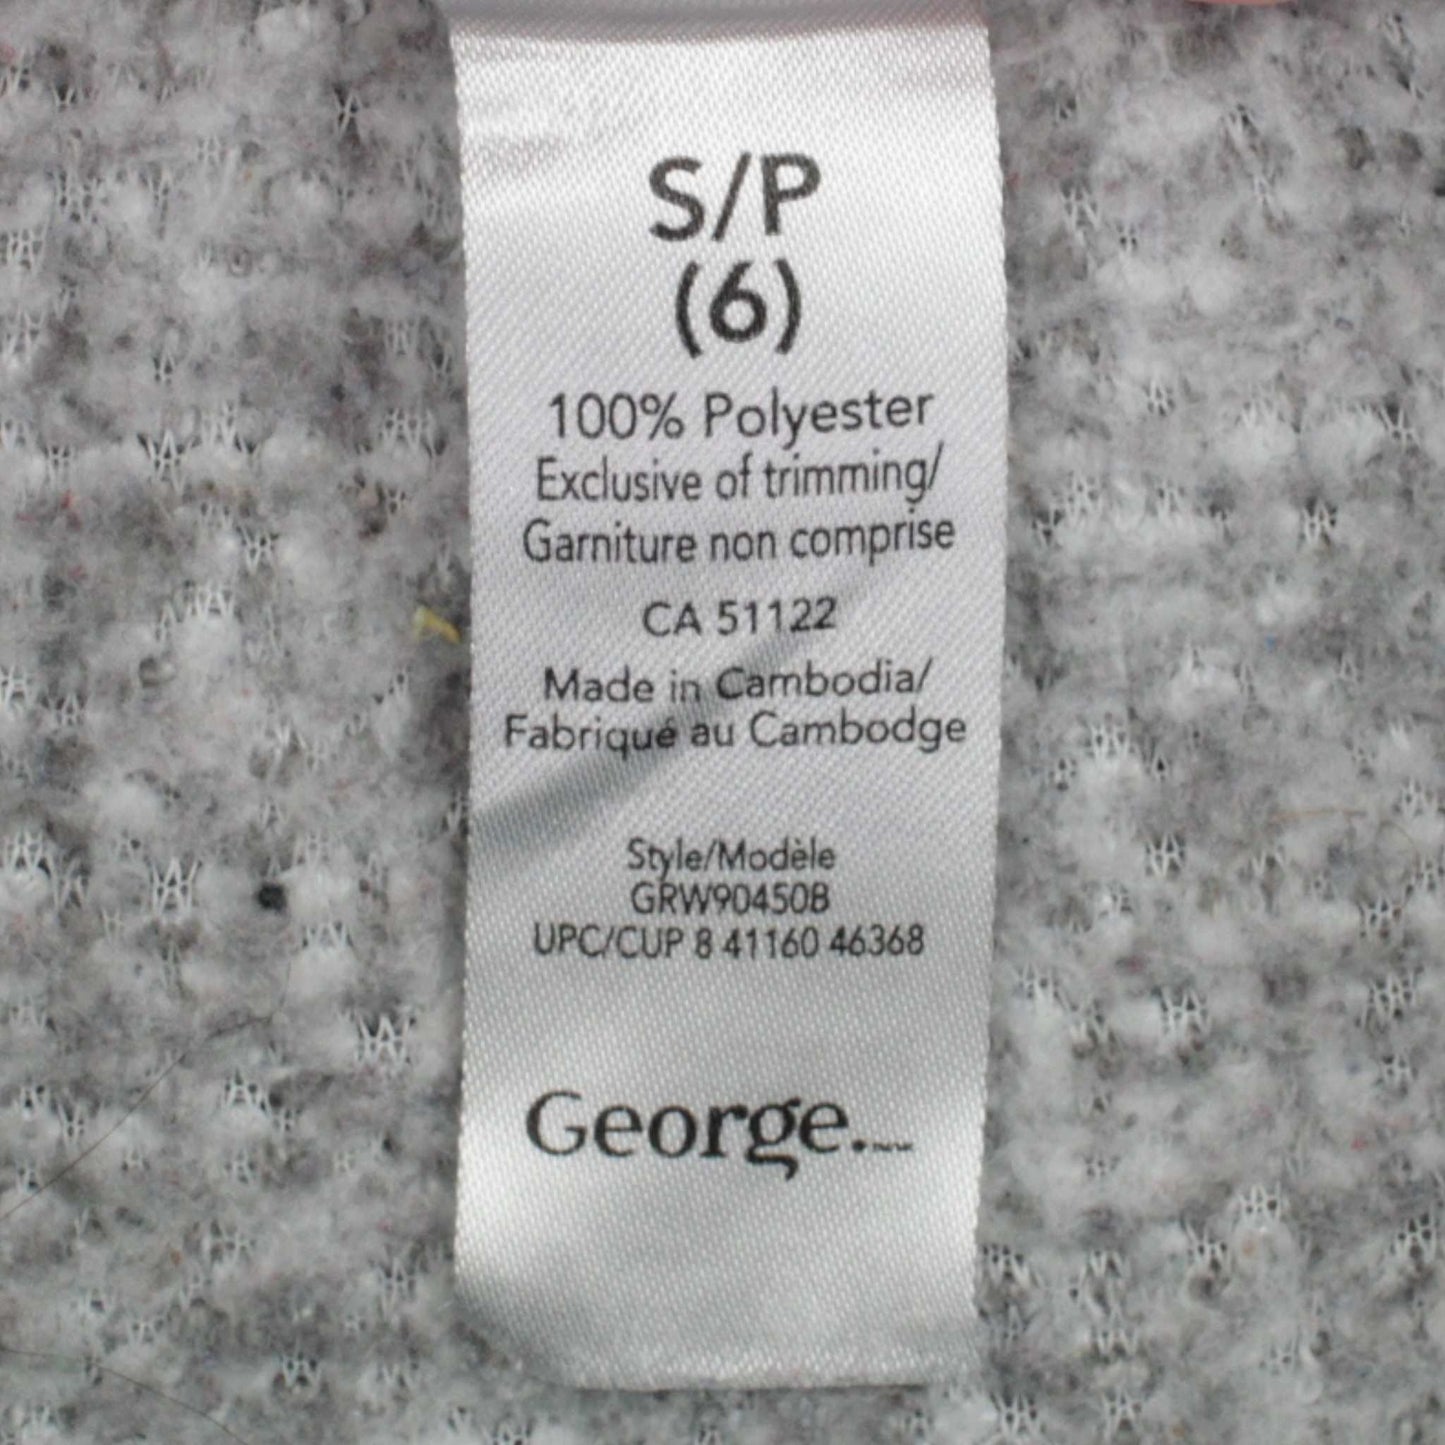 S/P
(6)
100% Polyester
Exclusive of trimming/
Garniture non comprise
CA 51122
Made in Cambodia/
Fabriqué au Cambodge
Style/Modèle
GRW90450B
UPC/CUP 8 41160 46368
George.